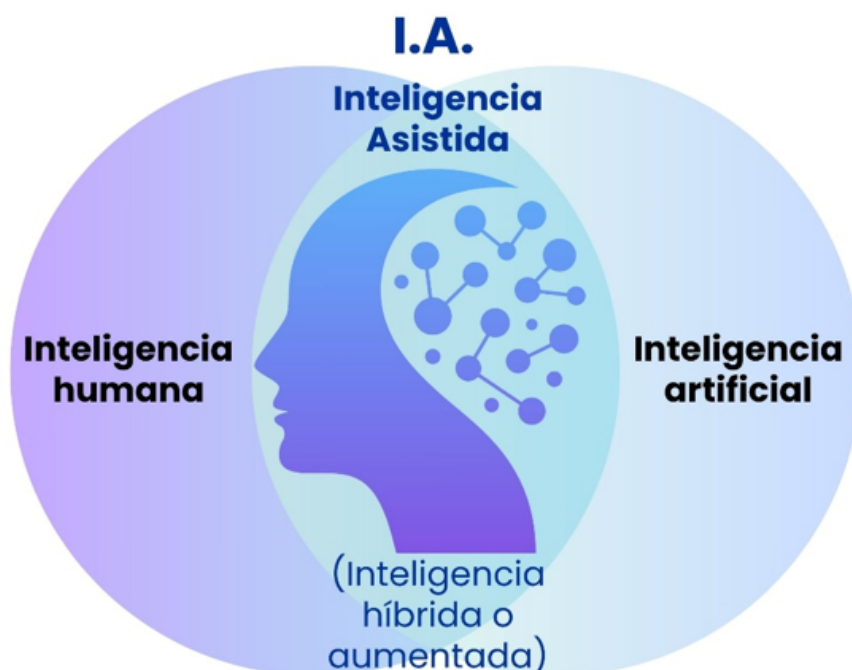 I.A.
Inteligencia
Asistida
Inteligencia
humana
Inteligencia
artificial
(Inteligencia
híbrida o
aumentada)